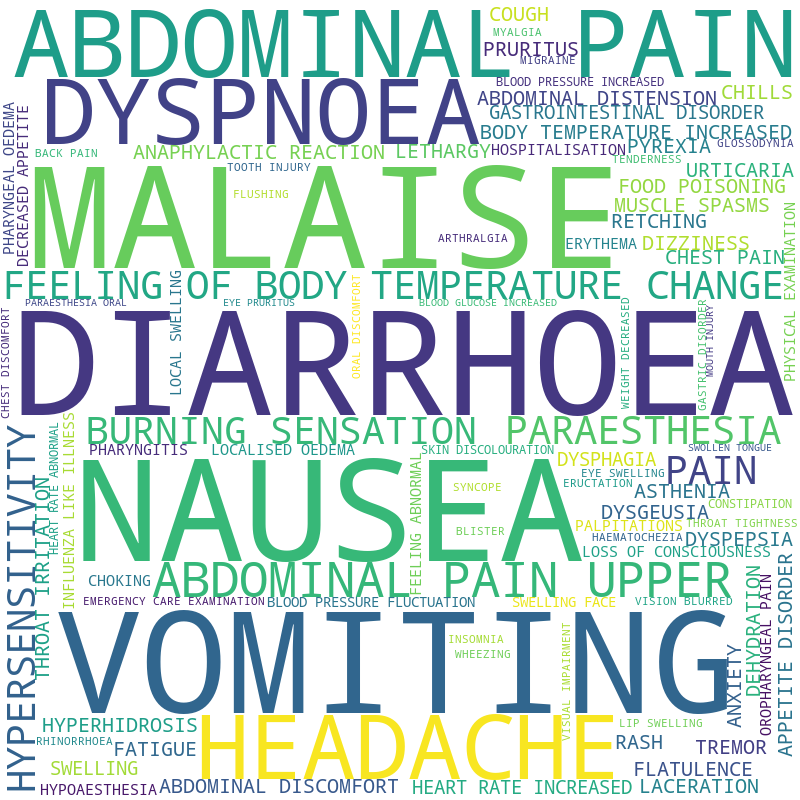 ABDOMINAL PAIN
COUGH
MYALGIA
PRURITUS
MIGRAINE
DYSPNOEA
BLOOD PRESSURE INCREASED
ABDOMINAL DISTENSION
CHILLS
GASTROINTESTINAL DISORDER
BODY TEMPERATURE INCREASED
PHARYNGEAL OEDEMA
DECREASED APPETITE
BACK PAIN
ANAPHYLACTIC REACTION
LETHARGY
HOSPITALISATION
PYREXIA
GLOSSODYNIA
TENDERNESS
TOOTH INJURY
URTICARIA
MALAISE
FLUSHING
FOOD POISONING
MUSCLE SPASMS
RETCHING
ARTHRALGIA
ERYTHEMA
DIZZINESS
CHEST PAIN
PHYSICAL EXAMINATION
FEELING OF BODY TEMPERATURE CHANGE
PARAESTHESIA ORAL
LOCAL SWELLING
EYE PRURITUS
ORAL DISCOMFORT
BLOOD GLUCOSE INCREASED
WEIGHT DECREASED
GASTRIC DISORDER
MOUTH INJURY
CHEST DISCOMFORT
DIARRHOEA
BURNING SENSATION
PARAESTHESIA
HYPERSENSITIVITY
THROAT IRRITATION
HEART RATE ABNORMAL
INFLUENZA LIKE ILLNESS
PHARYNGITIS
LOCALISED OEDEMA
SKIN DISCOLOURATION
SWOLLEN TONGUE
DYSPHAGIA
PAIN
NAUSEA
FEELING ABNORMAL
SYNCOPE
EYE SWELLING
ERUCTATION
ASTHENIA
CONSTIPATION
DYSGEUSIA
PALPITATIONS
THROAT TIGHTNESS
BLISTER
HAEMATOCHEZIA
DYSPEPSIA
LOSS OF CONSCIOUSNESS
CHOKING
ABDOMINAL PAIN UPPER
EMERGENCY CARE EXAMINATION
BLOOD PRESSURE FLUCTUATING
SWELLING FACE
VISION BLURRED
DEHYDRATION
OROPHARYNGEAL PAIN
APPETITE DISORDER
VOMITING
INSOMNIA
WHEEZING
VISUAL IMPAIRMENT
ANXIETY
HYPERHIDROSIS
HEADACHE
LIP SWELLING
RHINORRHOEA
FATIGUE
RASH
TREMOR
SWELLING
FLATULENCE
HYPOAESTHESIA
ABDOMINAL DISCOMFORT
HEART RATE INCREASED
LACERATION